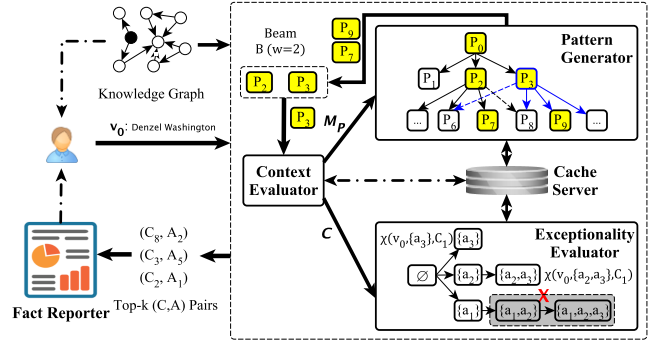 Knowledge Graph
v₀: Denzel Washington
Fact Reporter
(C₈, A₂)
(C₃, A₅)
(C₂, A₁)
Top-k (C,A) Pairs
Beam
B (w=2)
P₉
P₇
P₂ P₃
P₃
M_P
Context
Evaluator
C
Pattern
Generator
P₀
P₁ P₂ P₃
... P₆ P₇ P₈ P₉ ...
Cache
Server
Exceptionality
Evaluator
χ(v₀,{a₃},C₁) {a₃}
∅ {a₂} {a₂,a₃} χ(v₀,{a₂,a₃},C₁)
X
{a₁} {a₁,a₂} {a₁,a₂,a₃}